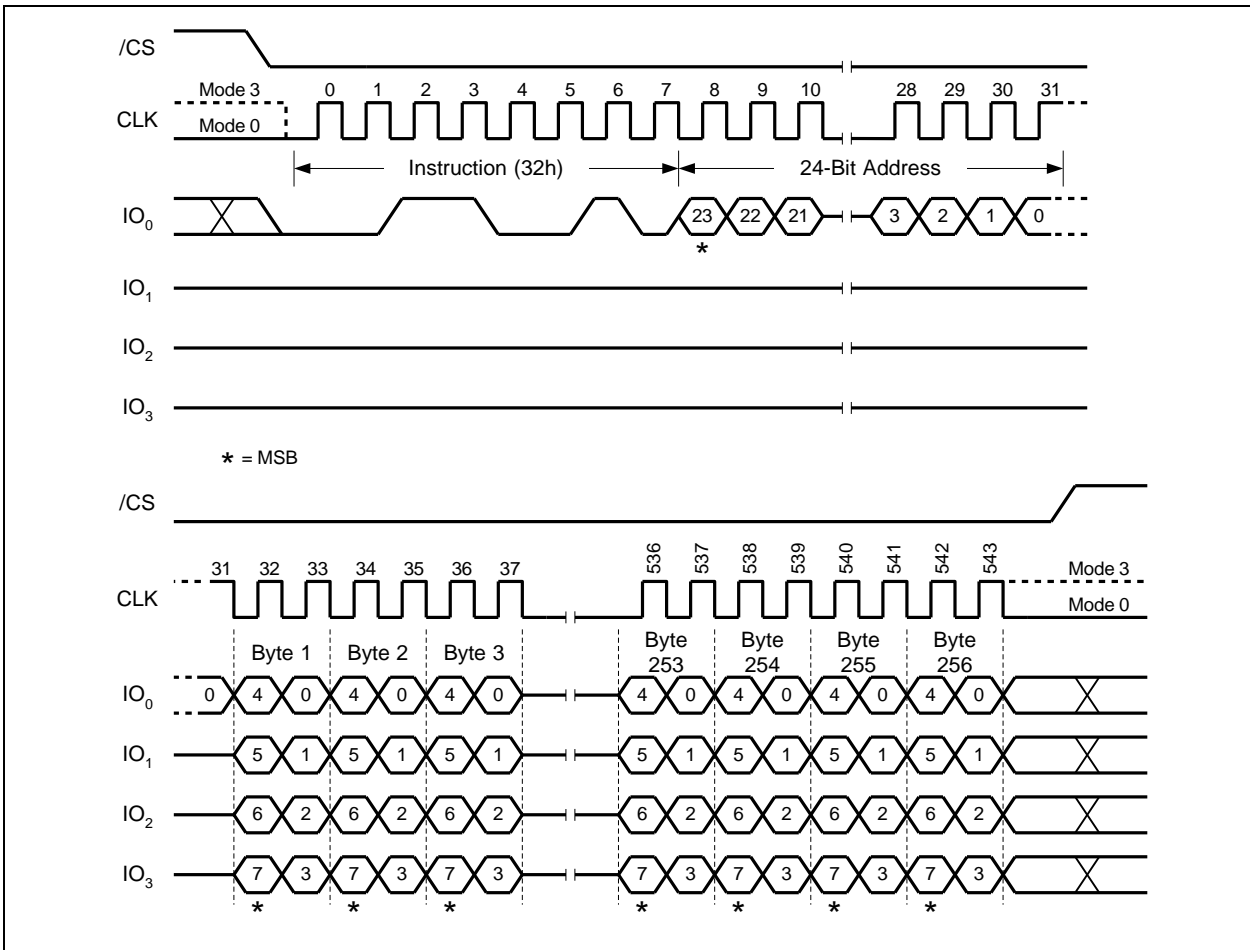 /CS
Mode 3 0 1 2 3 4 5 6 7 8 9 10 28 29 30 31
CLK
Mode 0
Instruction (32h) 24-Bit Address
IO0 23 22 21 3 2 1 0
*
IO1
IO2
IO3
* = MSB
/CS
31 32 33 34 35 36 37 536 537 538 539 540 541 542 543 Mode 3
CLK
Mode 0
Byte 1 Byte 2 Byte 3 Byte 253 Byte 254 Byte 255 Byte 256
IO0 0 4 0 4 0 4 0 4 0 4 0 4 0 4 0
IO1 5 1 5 1 5 1 5 1 5 1 5 1 5 1
IO2 6 2 6 2 6 2 6 2 6 2 6 2 6 2
IO3 7 3 7 3 7 3 7 3 7 3 7 3 7 3
* * * * * * *